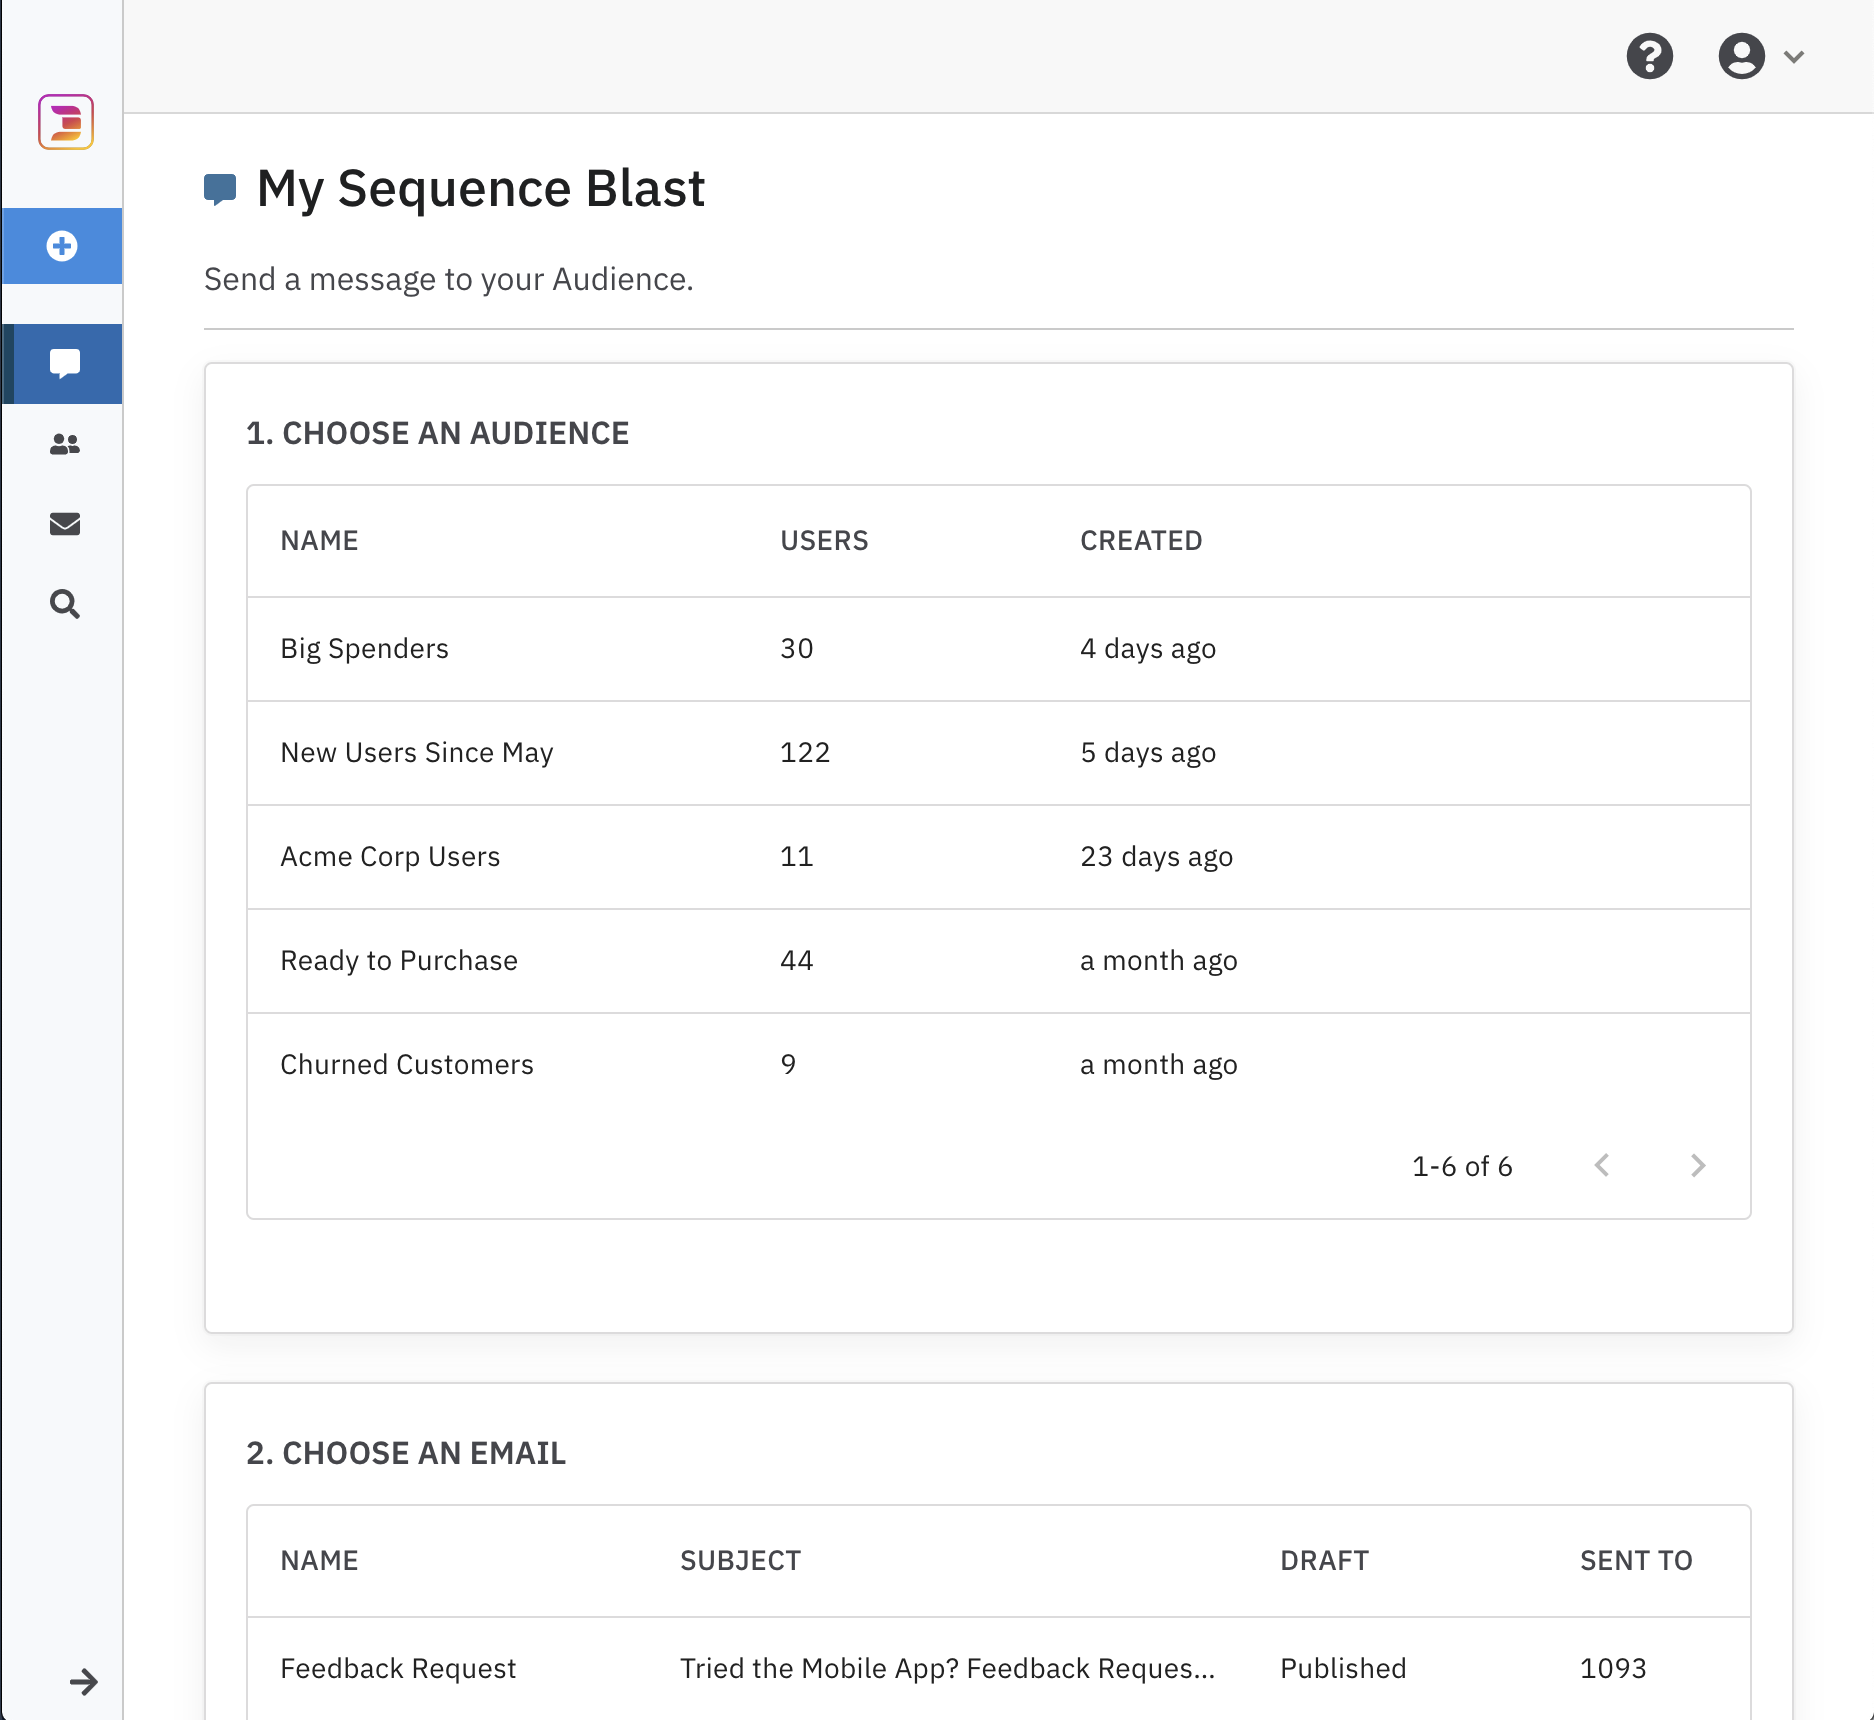 My Sequence Blast
Send a message to your Audience.
1. CHOOSE AN AUDIENCE
NAME USERS CREATED
Big Spenders 30 4 days ago
New Users Since May 122 5 days ago
Acme Corp Users 11 23 days ago
Ready to Purchase 44 a month ago
Churned Customers 9 a month ago
1-6 of 6
2. CHOOSE AN EMAIL
NAME SUBJECT DRAFT SENT TO
Feedback Request Tried the Mobile App? Feedback Reques... Published 1093